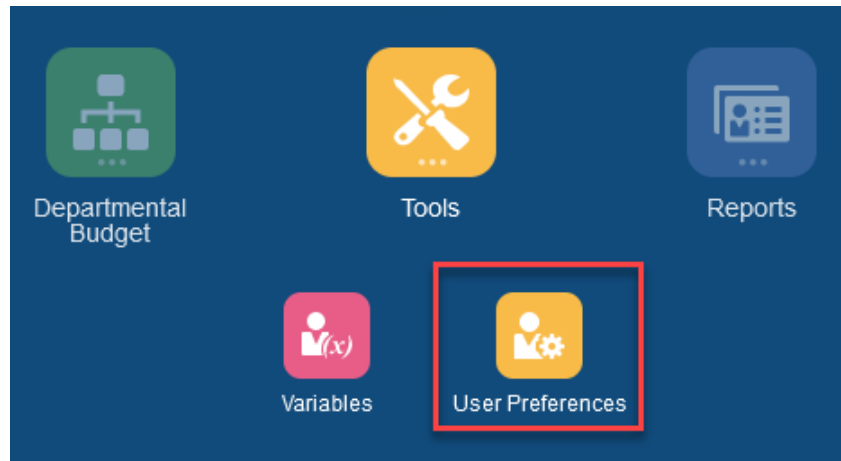 Departmental
Budget
Tools
Reports
(x)
Variables
User Preferences